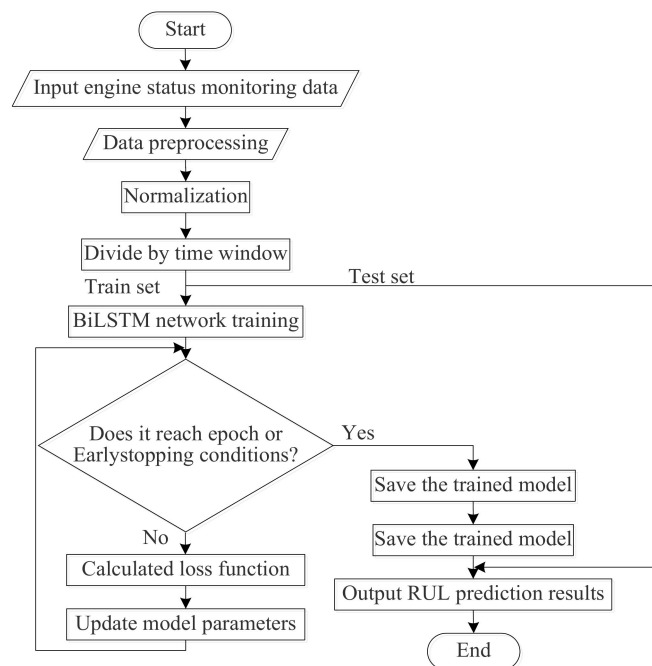 Start
Input engine status monitoring data
Data preprocessing
Normalization
Divide by time window
Train set
Test set
BiLSTM network training
Does it reach epoch or
Earlystopping conditions?
Yes
No
Save the trained model
Save the trained model
Calculated loss function
Output RUL prediction results
Update model parameters
End